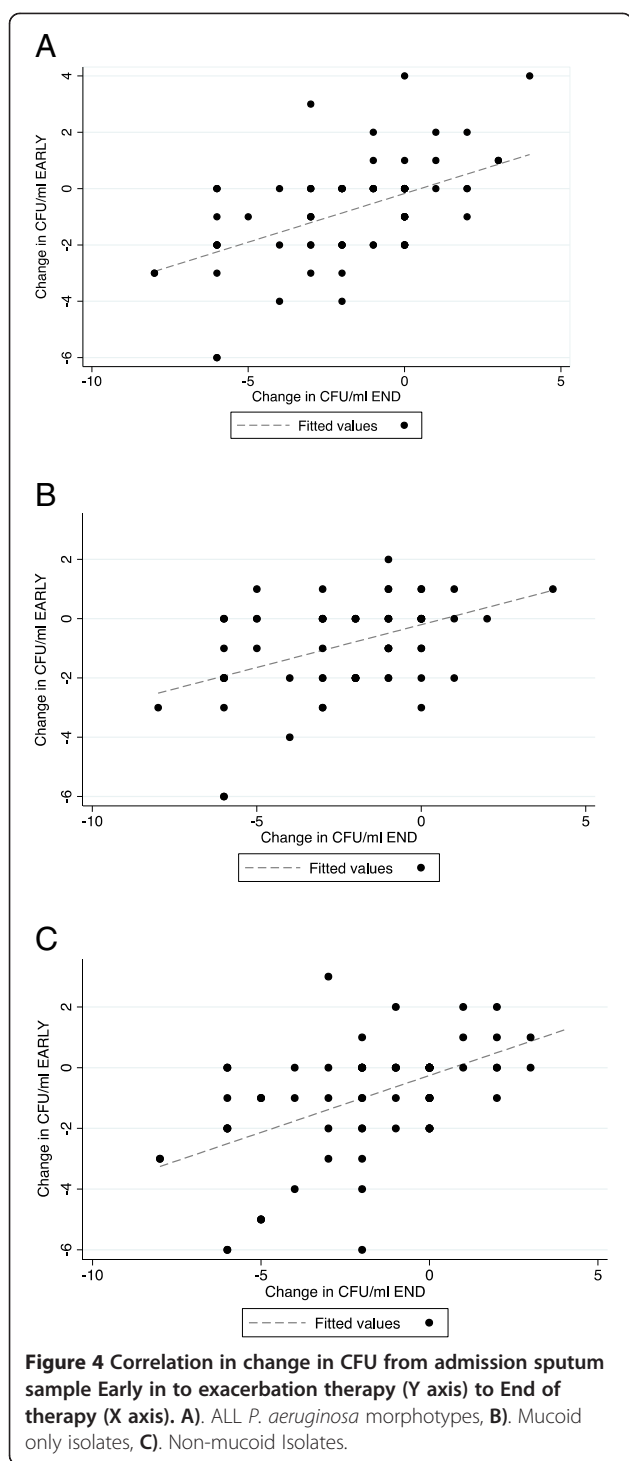 A
Change in CFU/ml EARLY
4
2
0
-2
-4
-6
-10
-5
0
5
Change in CFU/ml END
Fitted values
B
Change in CFU/ml EARLY
2
0
-2
-4
-6
-10
-5
0
5
Change in CFU/ml END
Fitted values
C
Change in CFU/ml EARLY
2
0
-2
-4
-6
-10
-5
0
5
Change in CFU/ml END
Fitted values
Figure 4 Correlation in change in CFU from admission sputum
sample Early in to exacerbation therapy (Y axis) to End of
therapy (X axis). A). ALL P. aeruginosa morphotypes, B). Mucoid
only isolates, C). Non-mucoid Isolates.